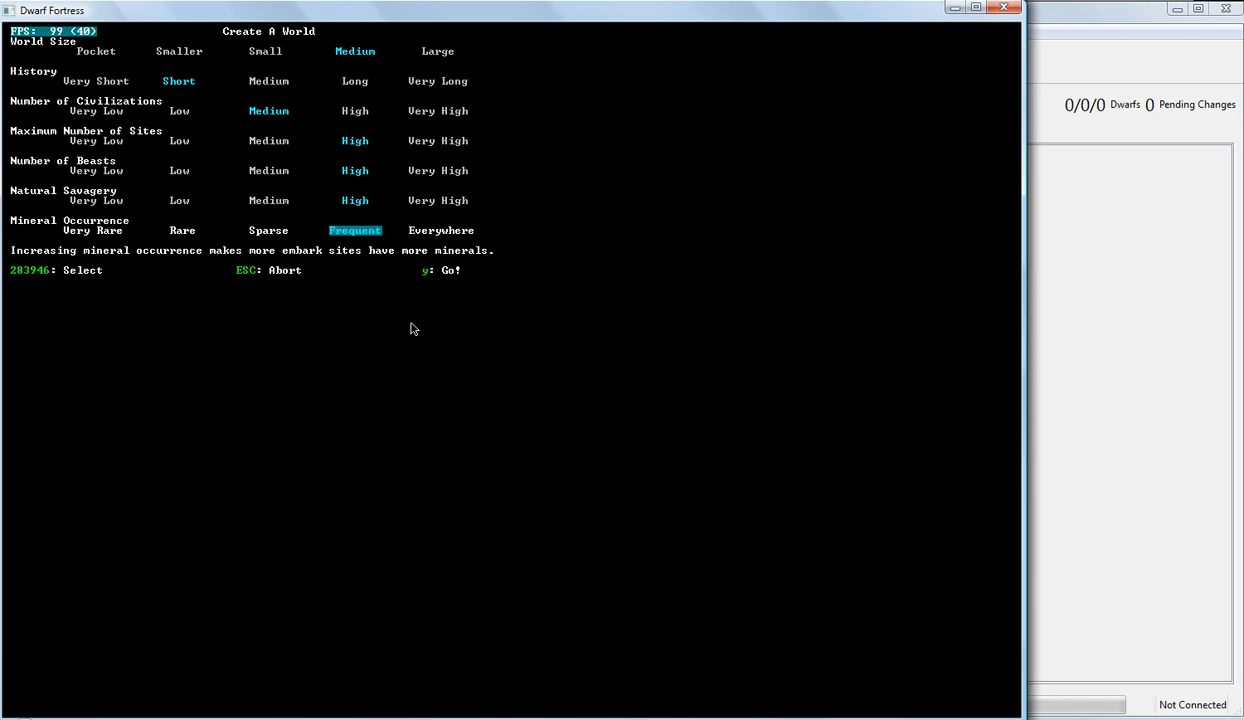 Dwarf Fortress
FPS: 99 (40) Create A World
World Size
Pocket Smaller Small Medium Large
History
Very Short Short Medium Long Very Long
Number of Civilizations
Very Low Low Medium High Very High
Maximum Number of Sites
Very Low Low Medium High Very High
Number of Beasts
Very Low Low Medium High Very High
Natural Savagery
Very Low Low Medium High Very High
Mineral Occurrence
Very Rare Rare Sparse Frequent Everywhere
Increasing mineral occurrence makes more embark sites have more minerals.
283946: Select ESC: Abort y: Go!
0/0/0 Dwarfs 0 Pending Changes
Not Connected